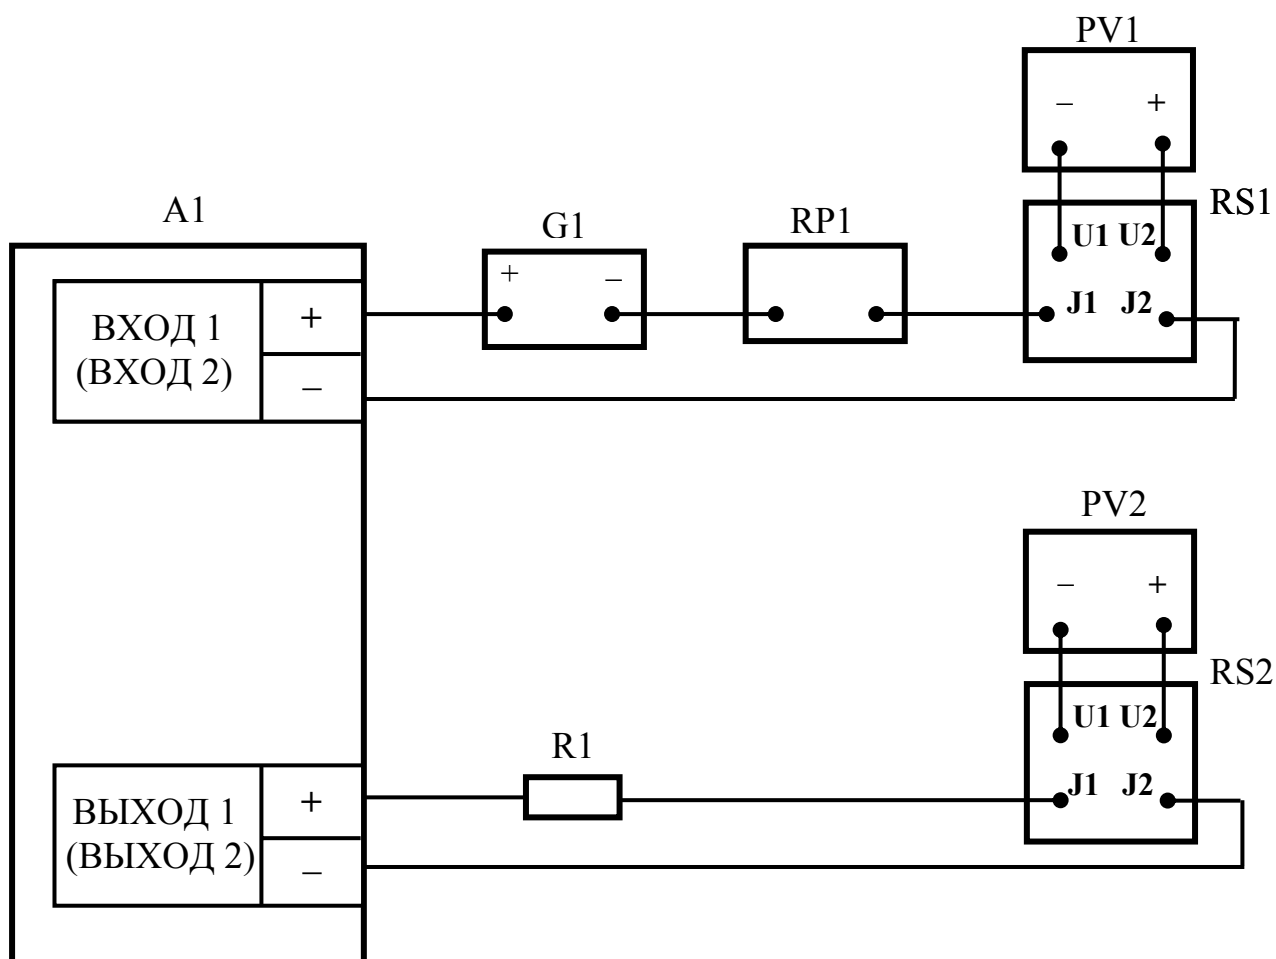 PV1
– +
RS1
U1 U2
J1 J2
A1
G1
+ –
RP1
ВХОД 1
(ВХОД 2)
+
–
PV2
– +
RS2
U1 U2
J1 J2
R1
ВЫХОД 1
(ВЫХОД 2)
+
–